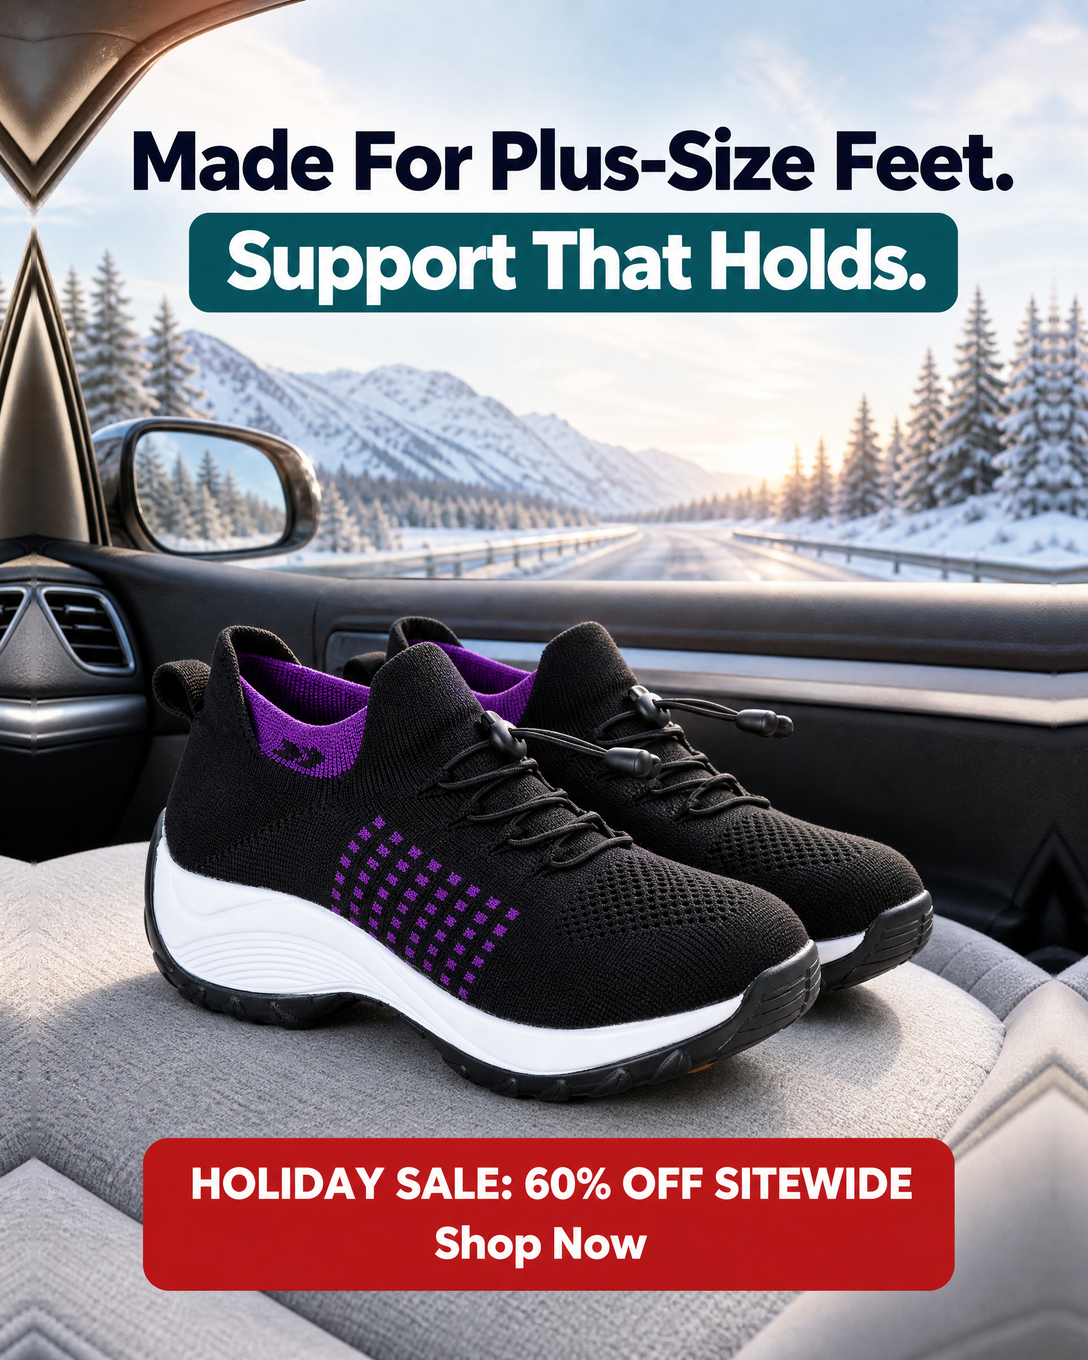 Made For Plus-Size Feet.
Support That Holds.
HOLIDAY SALE: 60% OFF SITEWIDE
Shop Now